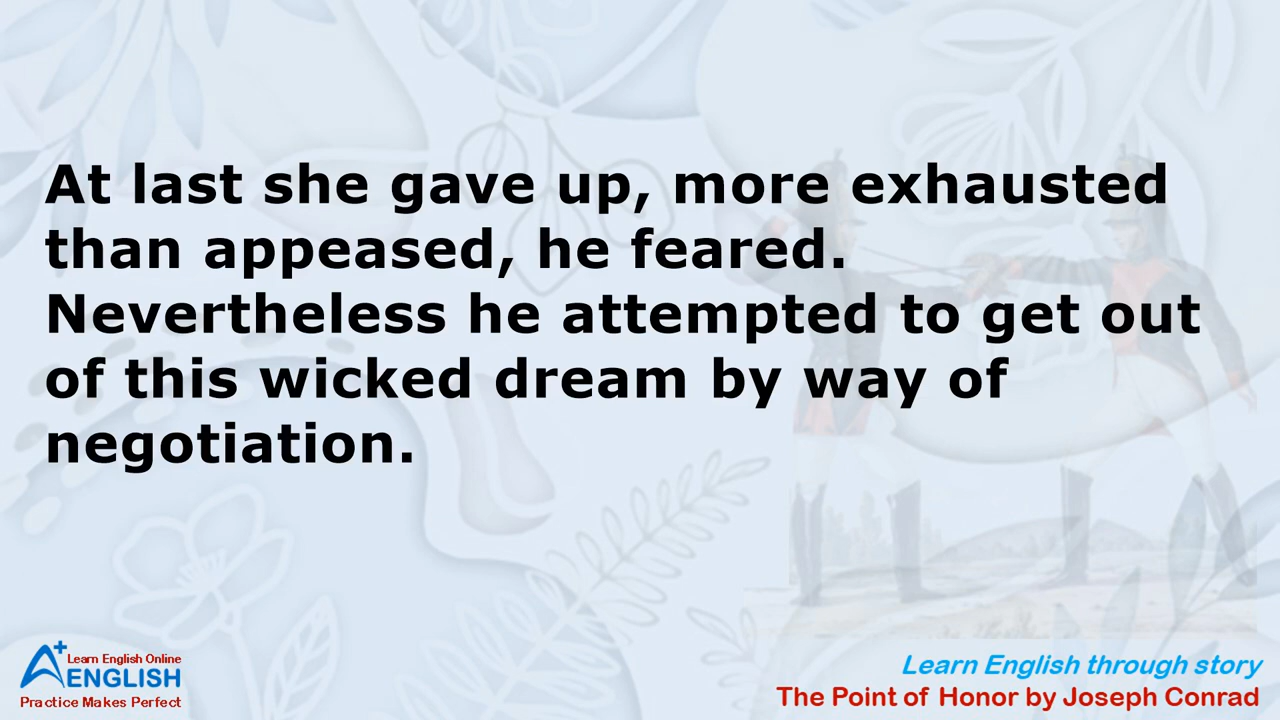 At last she gave up, more exhausted
than appeased, he feared.
Nevertheless he attempted to get out
of this wicked dream by way of
negotiation.
A+ Learn English Online
ENGLISH
Practice Makes Perfect
Learn English through story
The Point of Honor by Joseph Conrad